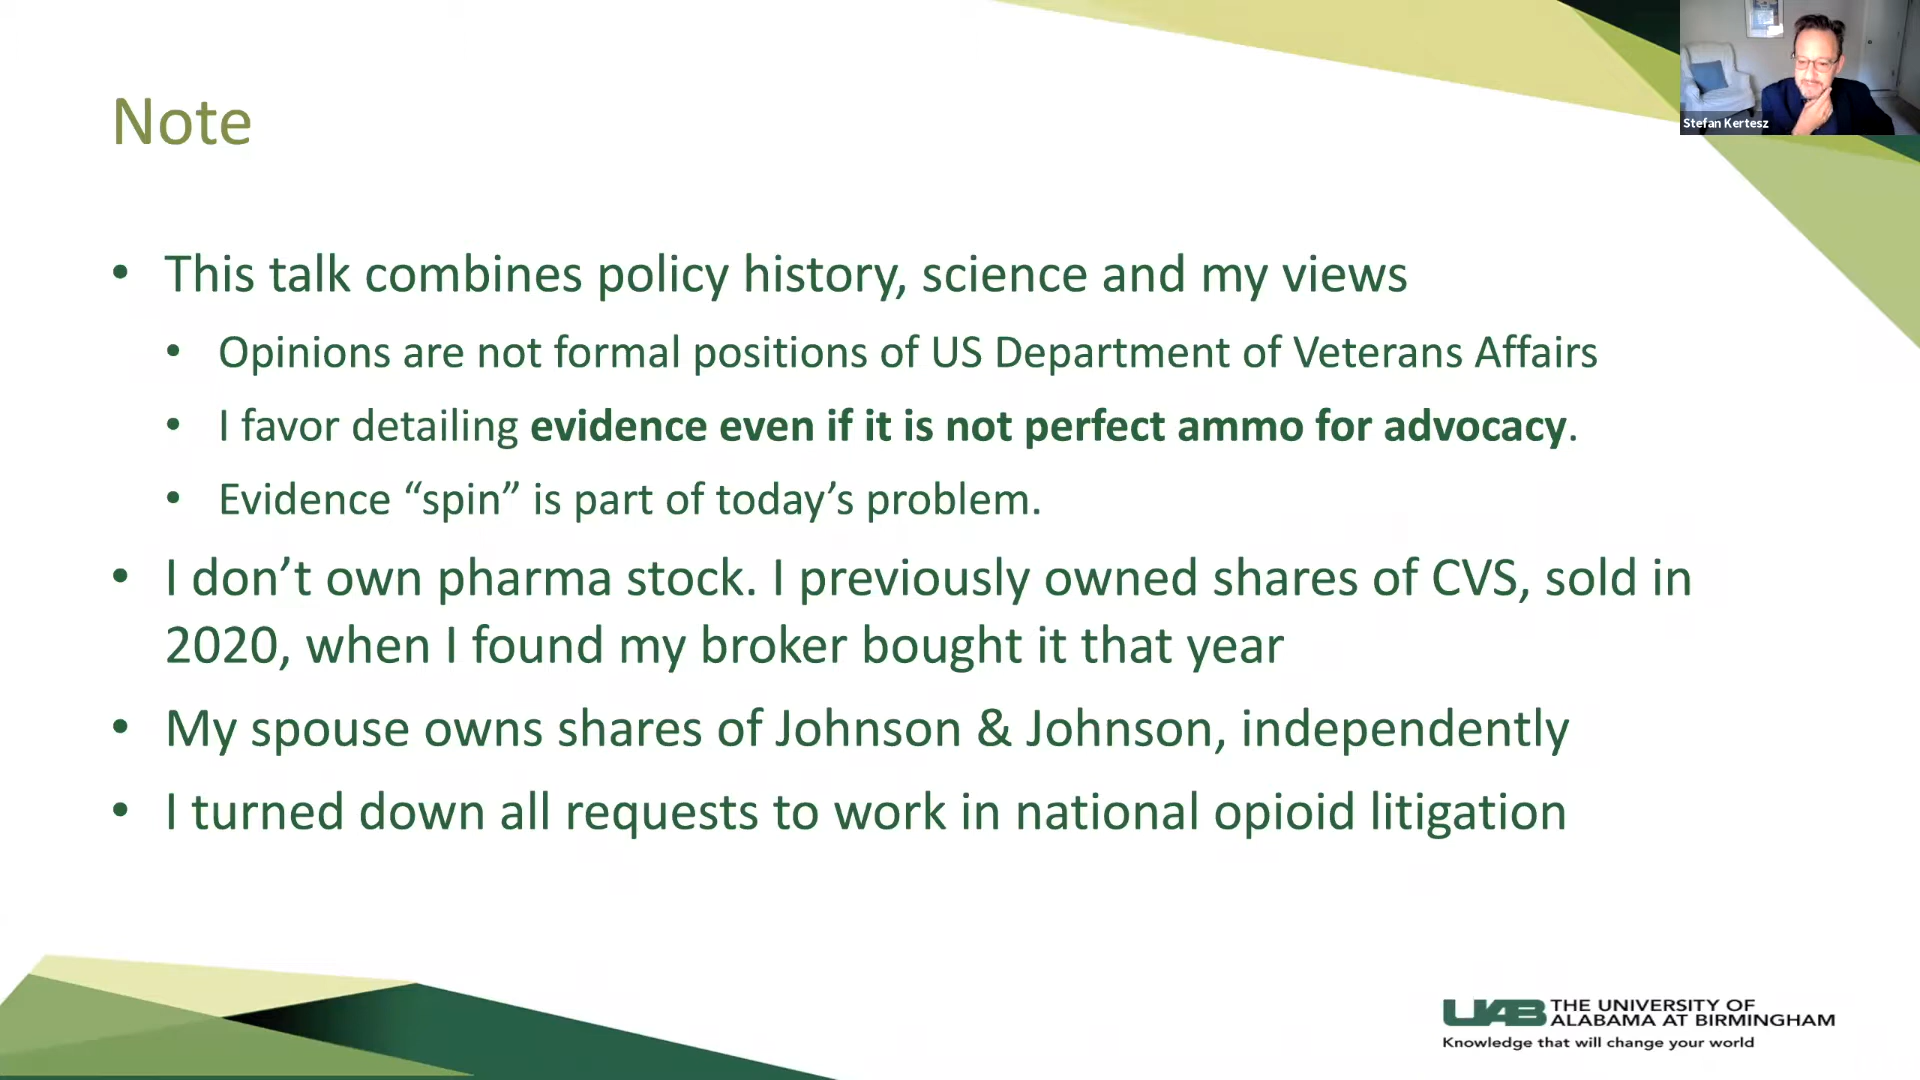 Note
Stefan Kertesz
• This talk combines policy history, science and my views
• Opinions are not formal positions of US Department of Veterans Affairs
• I favor detailing evidence even if it is not perfect ammo for advocacy.
• Evidence “spin” is part of today’s problem.
• I don’t own pharma stock. I previously owned shares of CVS, sold in
2020, when I found my broker bought it that year
• My spouse owns shares of Johnson & Johnson, independently
• I turned down all requests to work in national opioid litigation
UAB THE UNIVERSITY OF
ALABAMA AT BIRMINGHAM
Knowledge that will change your world